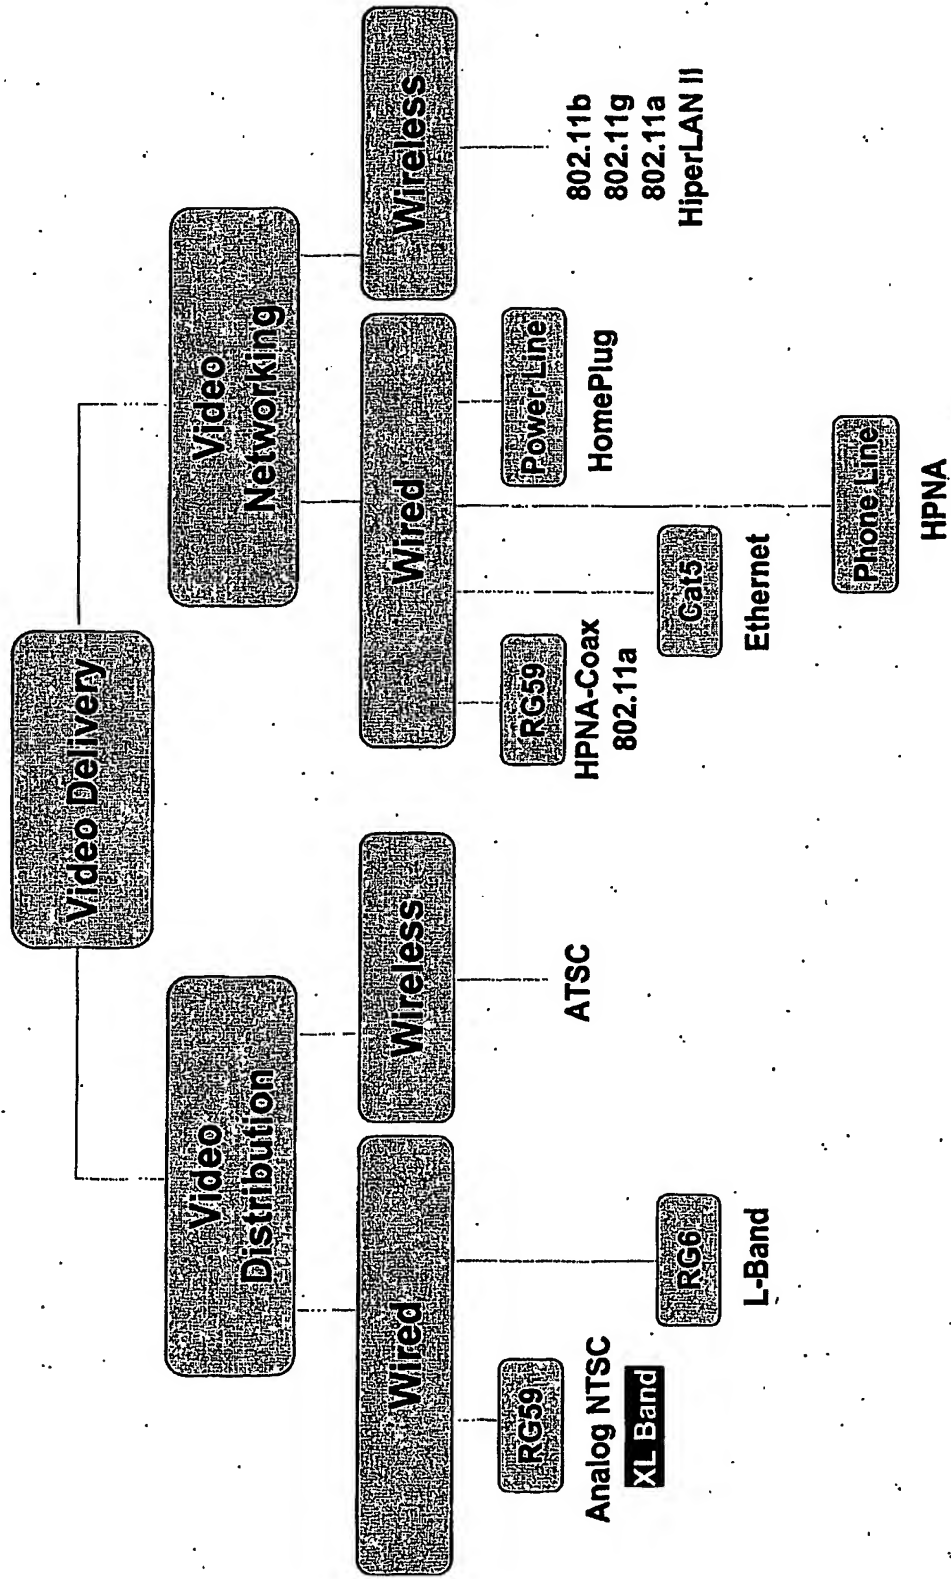 Video Delivery
Video
Distribution
Video
Networking
Wired
Wireless
Wired
Wireless
RG59
Analog NTSC
XL Band
RG6
L-Band
ATSC
RG59
HPNA-Coax
802.11a
Cat5
Ethernet
Power Line
HomePlug
Phone Line
HPNA
802.11b
802.11g
802.11a
HiperLAN II